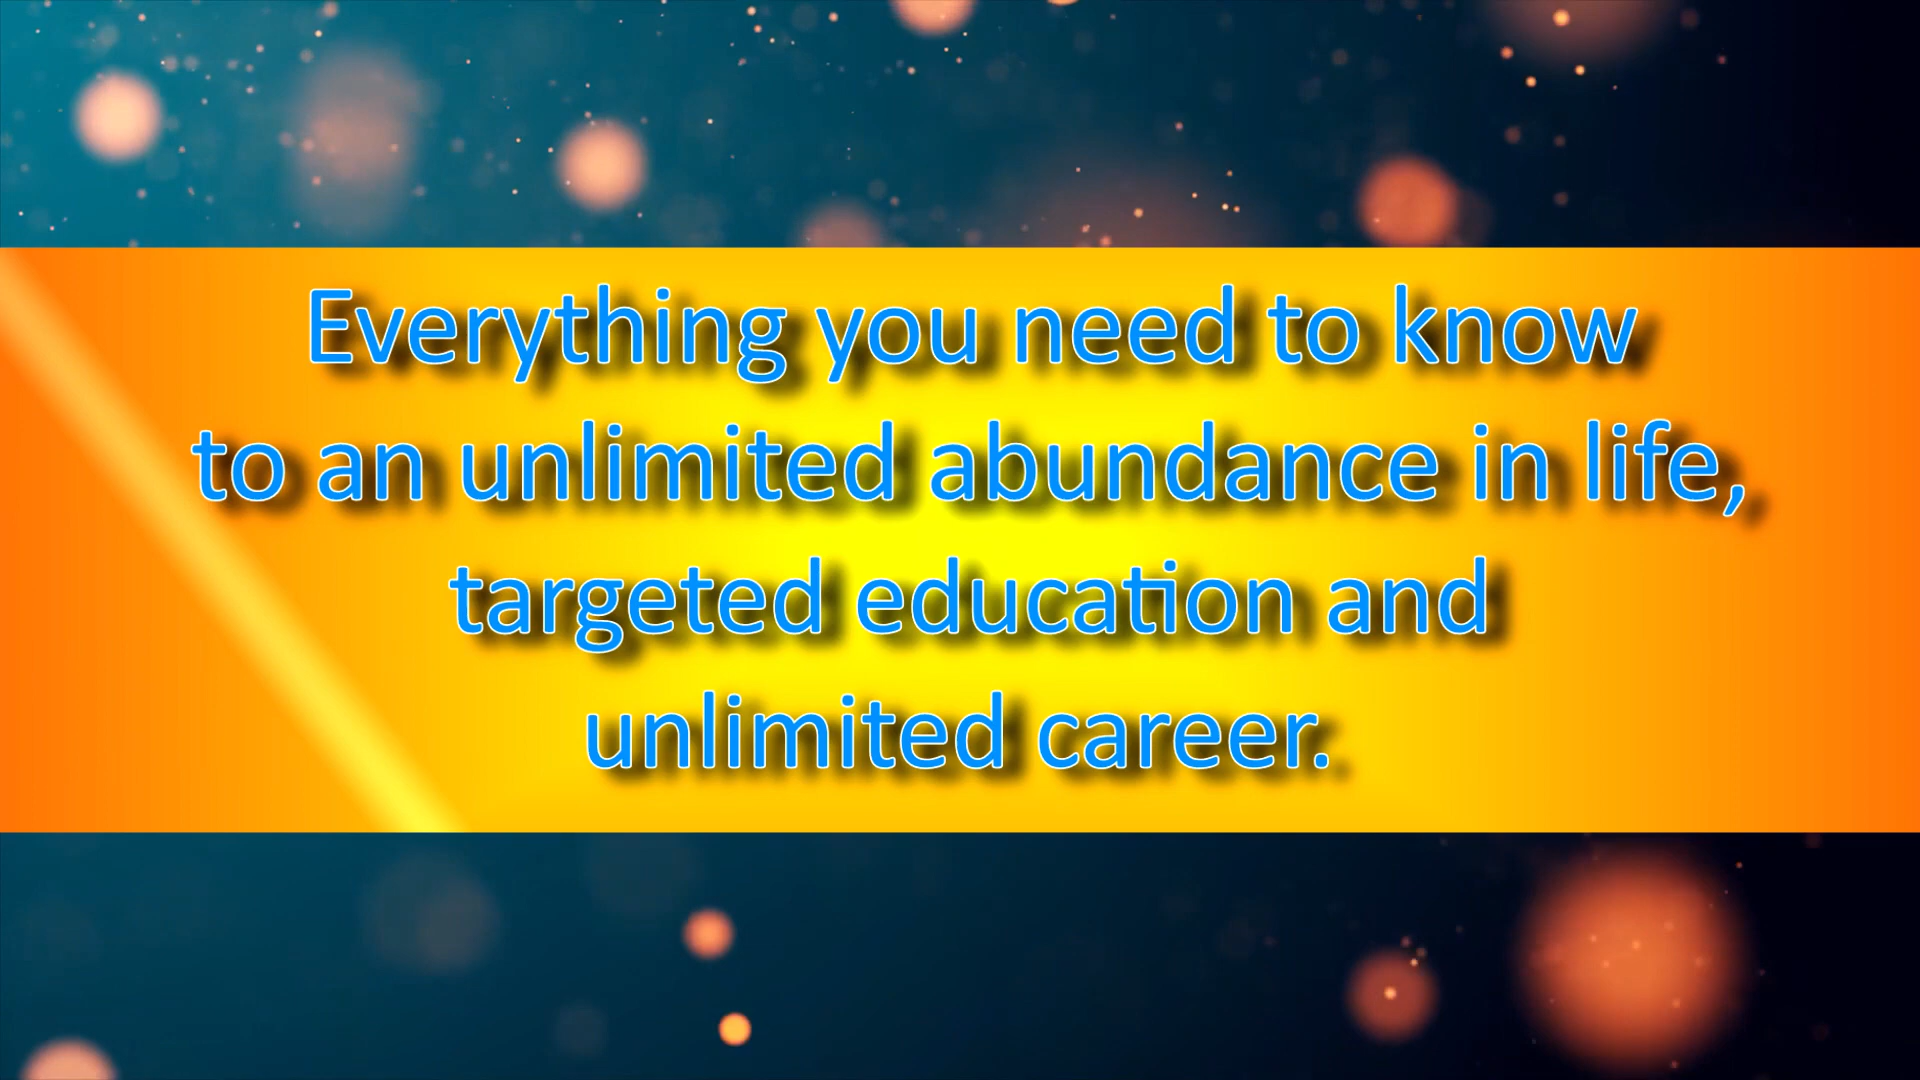 Everything you need to know
to an unlimited abundance in life,
targeted education and
unlimited career.